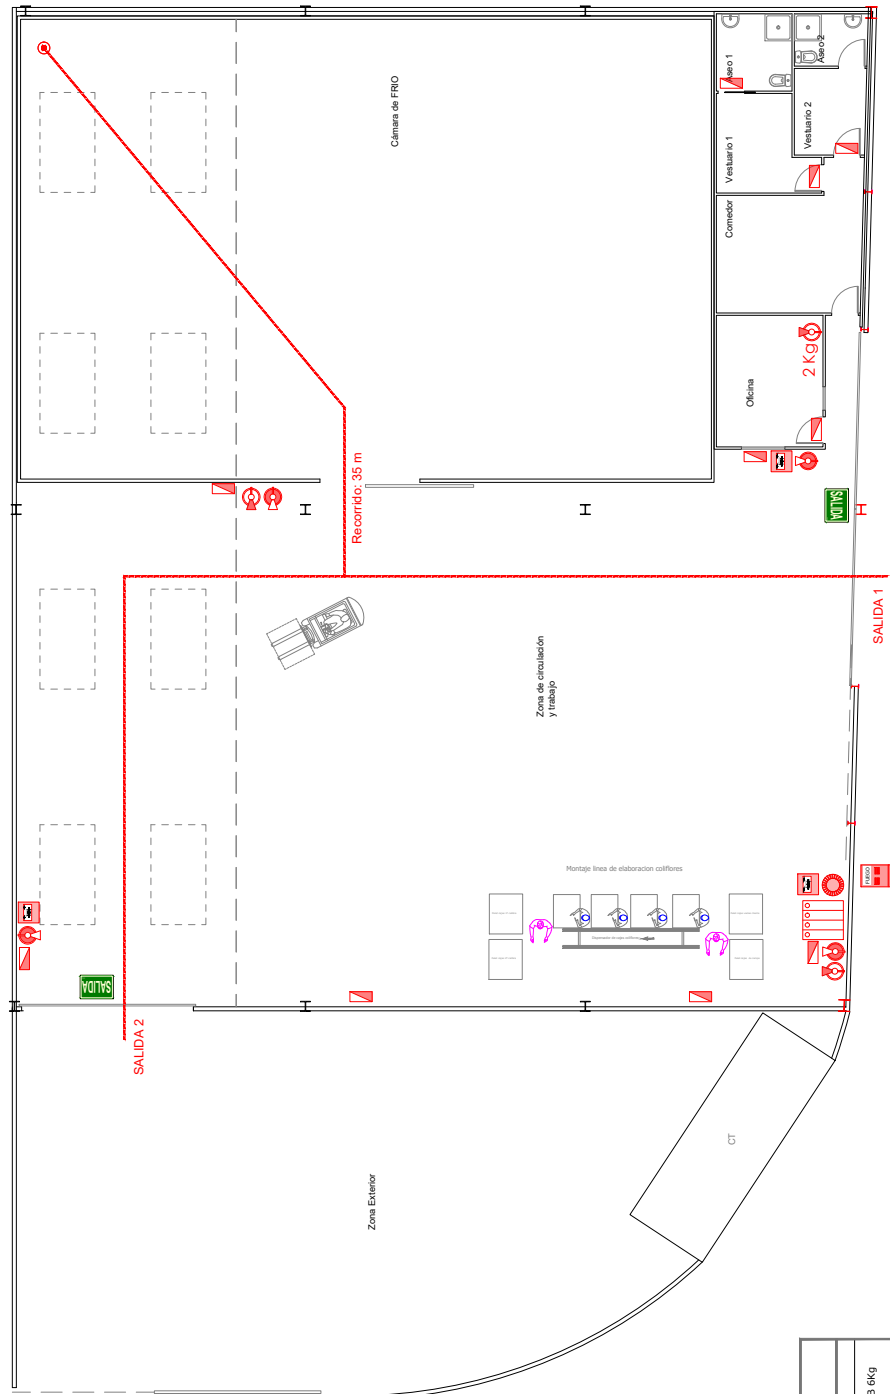 Cámara de FRIO
Aseo 1
Aseo 2
Vestuario 1
Vestuario 2
Comedor
Oficina
2 Kg
Recorrido: 35 m
SALIDA
SALIDA 1
Zona de circulación
y trabajo
Montaje linea de elaboracion coliflores
FUEGO
SALIDA
SALIDA 2
CT
Zona Exterior
B 6Kg